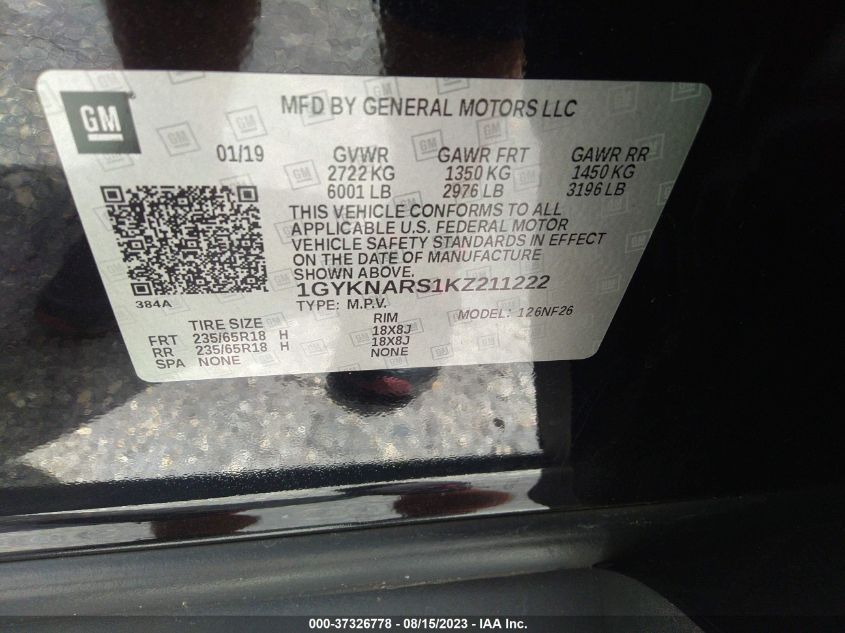 GM
MFD BY GENERAL MOTORS LLC
01/19 GVWR GAWR FRT GAWR RR
2722 KG 1350 KG 1450 KG
6001 LB 2976 LB 3196 LB
THIS VEHICLE CONFORMS TO ALL
APPLICABLE U.S. FEDERAL MOTOR
VEHICLE SAFETY STANDARDS IN EFFECT
ON THE DATE OF MANUFACTURE
SHOWN ABOVE.
1GYKNARS1KZ211222
384A
TYPE: M.P.V. MODEL: 126NF26
TIRE SIZE RIM
FRT 235/65R18 H 18X8J
RR 235/65R18 H 18X8J
SPA NONE NONE
000-37326778 - 08/15/2023 - IAA Inc.